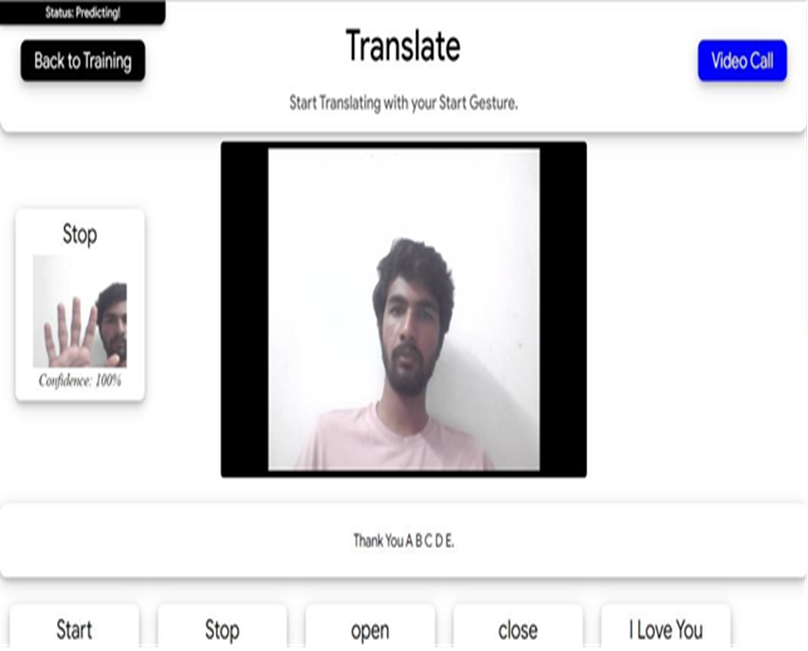 Status: Predicting!
Back to Training
Translate
Video Call
Start Translating with your Start Gesture.
Stop
Confidence: 100%
Thank You A B C D E.
Start
Stop
open
close
I Love You